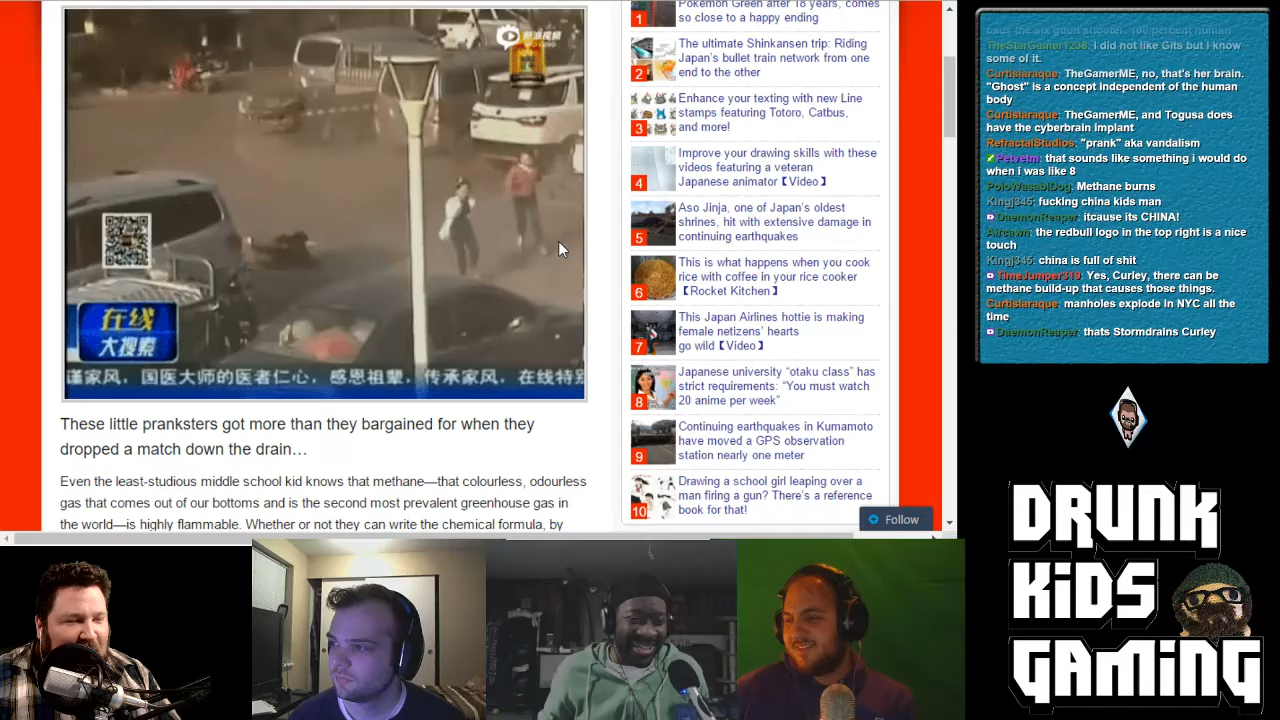 新浪视频
在线
大搜索
谨家风，国医大师的医者仁心，感恩祖辈，传承家风，在线特别
These little pranksters got more than they bargained for when they
dropped a match down the drain…
Even the least-studious middle school kid knows that methane—that colourless, odourless
gas that comes out of our bottoms and is the second most prevalent greenhouse gas in
the world—is highly flammable. Whether or not they can write the chemical formula, by
Pokémon Green after 18 years, comes
so close to a happy ending
1
The ultimate Shinkansen trip: Riding
Japan's bullet train network from one
end to the other
2
Enhance your texting with new Line
stamps featuring Totoro, Catbus,
and more!
3
Improve your drawing skills with these
videos featuring a veteran
Japanese animator【Video】
4
Aso Jinja, one of Japan's oldest
shrines, hit with extensive damage in
continuing earthquakes
5
This is what happens when you cook
rice with coffee in your rice cooker
【Rocket Kitchen】
6
This Japan Airlines hottie is making
female netizens' hearts
go wild【Video】
7
Japanese university "otaku class" has
strict requirements: "You must watch
20 anime per week"
8
Continuing earthquakes in Kumamoto
have moved a GPS observation
station nearly one meter
9
Drawing a school girl leaping over a
man firing a gun? There's a reference
book for that!
10
Follow
TheStarGamer1238: I did not like Gits but I know
some of it.
Curtislaraque: TheGamerME, no, that's her brain.
"Ghost" is a concept independent of the human
body
Curtislaraque: TheGamerME, and Togusa does
have the cyberbrain implant
RefractalStudios: "prank" aka vandalism
Petvetni: that sounds like something i would do
when i was like 8
PoloWasabiDog: Methane burns
Kingj345: fucking china kids man
DaemonReaper: itcause its CHINA!
Aircawn: the redbull logo in the top right is a nice
touch
Kingj345: china is full of shit
TimeJumper319: Yes, Curley, there can be
methane build-up that causes those things.
Curtislaraque: manholes explode in NYC all the
time
DaemonReaper: thats Stormdrains Curley
DRUNK
KiDS
GAMiNG